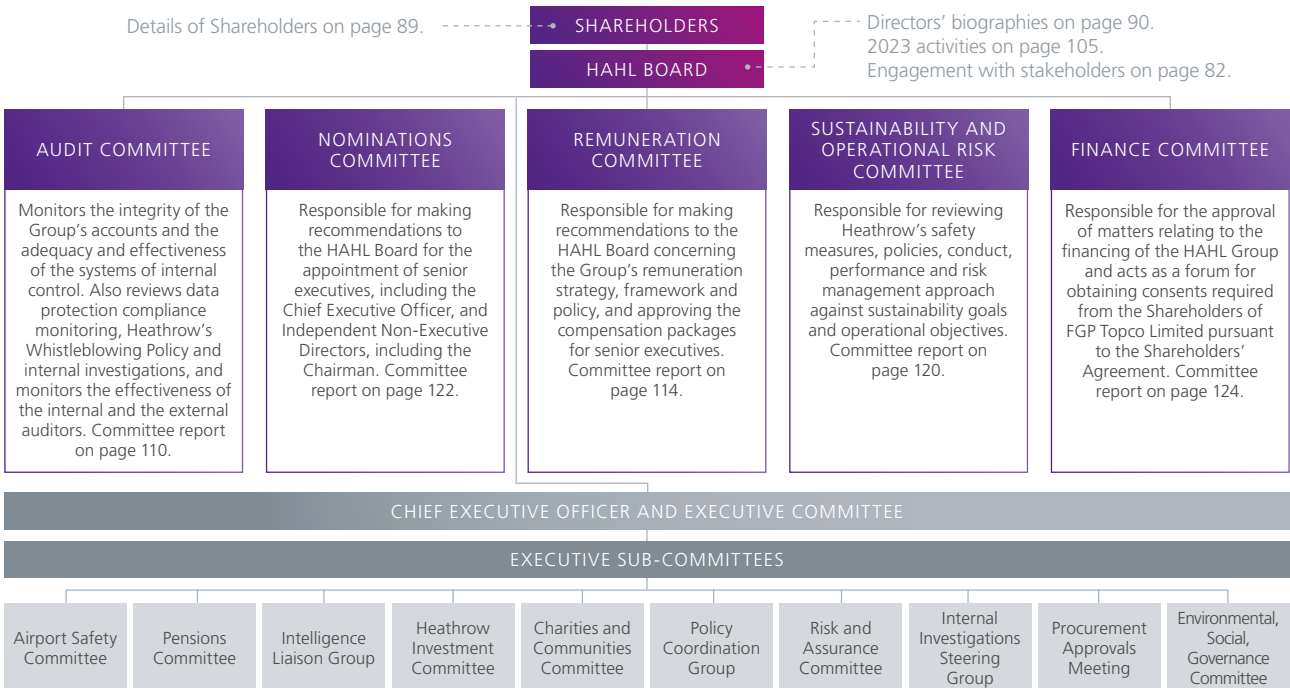 Details of Shareholders on page 89.
SHAREHOLDERS
HAHL BOARD
Directors’ biographies on page 90.
2023 activities on page 105.
Engagement with stakeholders on page 82.
AUDIT COMMITTEE
Monitors the integrity of the
Group’s accounts and the
adequacy and effectiveness
of the systems of internal
control. Also reviews data
protection compliance
monitoring, Heathrow’s
Whistleblowing Policy and
internal investigations, and
monitors the effectiveness of
the internal and the external
auditors. Committee report
on page 110.
NOMINATIONS
COMMITTEE
Responsible for making
recommendations to
the HAHL Board for the
appointment of senior
executives, including the
Chief Executive Officer, and
Independent Non-Executive
Directors, including the
Chairman. Committee
report on page 122.
REMUNERATION
COMMITTEE
Responsible for making
recommendations to the
HAHL Board concerning
the Group’s remuneration
strategy, framework and
policy, and approving the
compensation packages
for senior executives.
Committee report on
page 114.
SUSTAINABILITY AND
OPERATIONAL RISK
COMMITTEE
Responsible for reviewing
Heathrow’s safety
measures, policies, conduct,
performance and risk
management approach
against sustainability goals
and operational objectives.
Committee report on
page 120.
FINANCE COMMITTEE
Responsible for the approval
of matters relating to the
financing of the HAHL Group
and acts as a forum for
obtaining consents required
from the Shareholders of
FGP Topco Limited pursuant
to the Shareholders’
Agreement. Committee
report on page 124.
CHIEF EXECUTIVE OFFICER AND EXECUTIVE COMMITTEE
EXECUTIVE SUB-COMMITTEES
Airport Safety
Committee
Pensions
Committee
Intelligence
Liaison Group
Heathrow
Investment
Committee
Charities and
Communities
Committee
Policy
Coordination
Group
Risk and
Assurance
Committee
Internal
Investigations
Steering
Group
Procurement
Approvals
Meeting
Environmental,
Social,
Governance
Committee